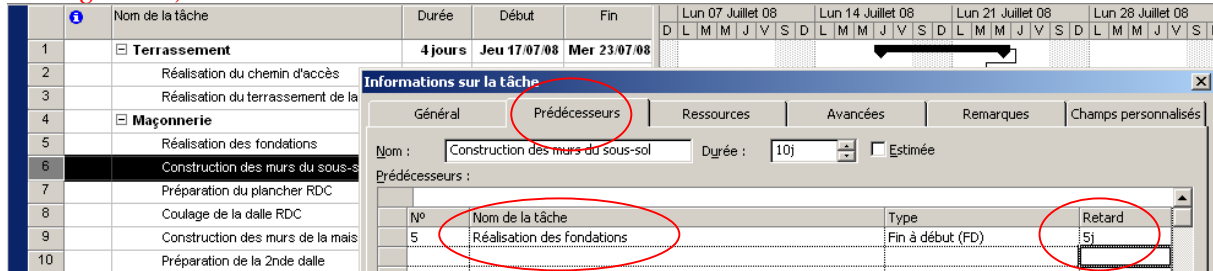 Nom de la tâche Durée Début Fin Lun 07 Juillet 08 Lun 14 Juillet 08 Lun 21 Juillet 08 Lun 28 Juillet 08
D L M M J V S D L M M J V S D L M M J V S D L M M J V S
1 Terrassement 4 jours Jeu 17/07/08 Mer 23/07/08
2 Réalisation du chemin d'accès
3 Réalisation du terrassement de la
4 Maçonnerie
5 Réalisation des fondations
6 Construction des murs du sous-s
7 Préparation du plancher RDC
8 Coulage de la dalle RDC
9 Construction des murs de la mais
10 Préparation de la 2nde dalle
Informations sur la tâche
Général Prédécesseurs Ressources Avancées Remarques Champs personnalisés
Nom : Construction des murs du sous-sol Durée : 10j Estimée
Prédécesseurs :
N° Nom de la tâche Type Retard
5 Réalisation des fondations Fin à début (FD) 5j